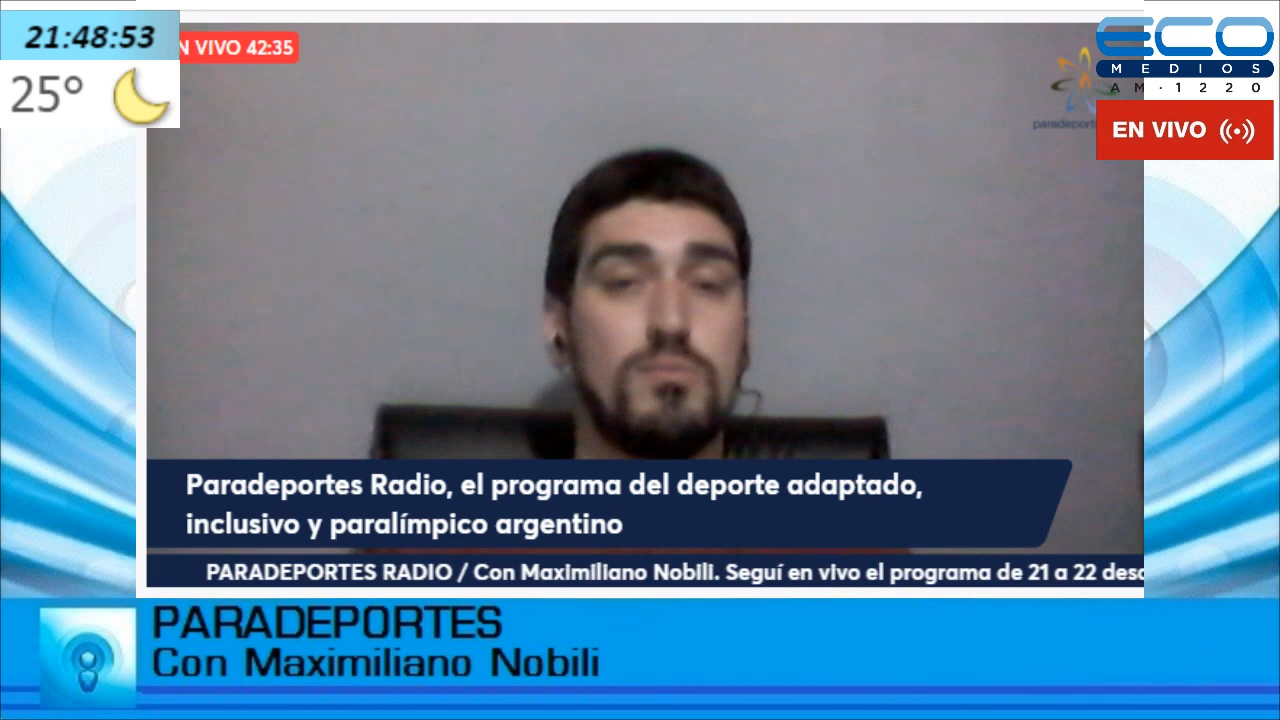 21:48:53
25°
N VIVO 42:35
ECO
MEDIOS
AM·1220
EN VIVO
paradeport
Paradeportes Radio, el programa del deporte adaptado,
inclusivo y paralímpico argentino
PARADEPORTES RADIO / Con Maximiliano Nobili. Seguí en vivo el programa de 21 a 22 desd
PARADEPORTES
Con Maximiliano Nobili